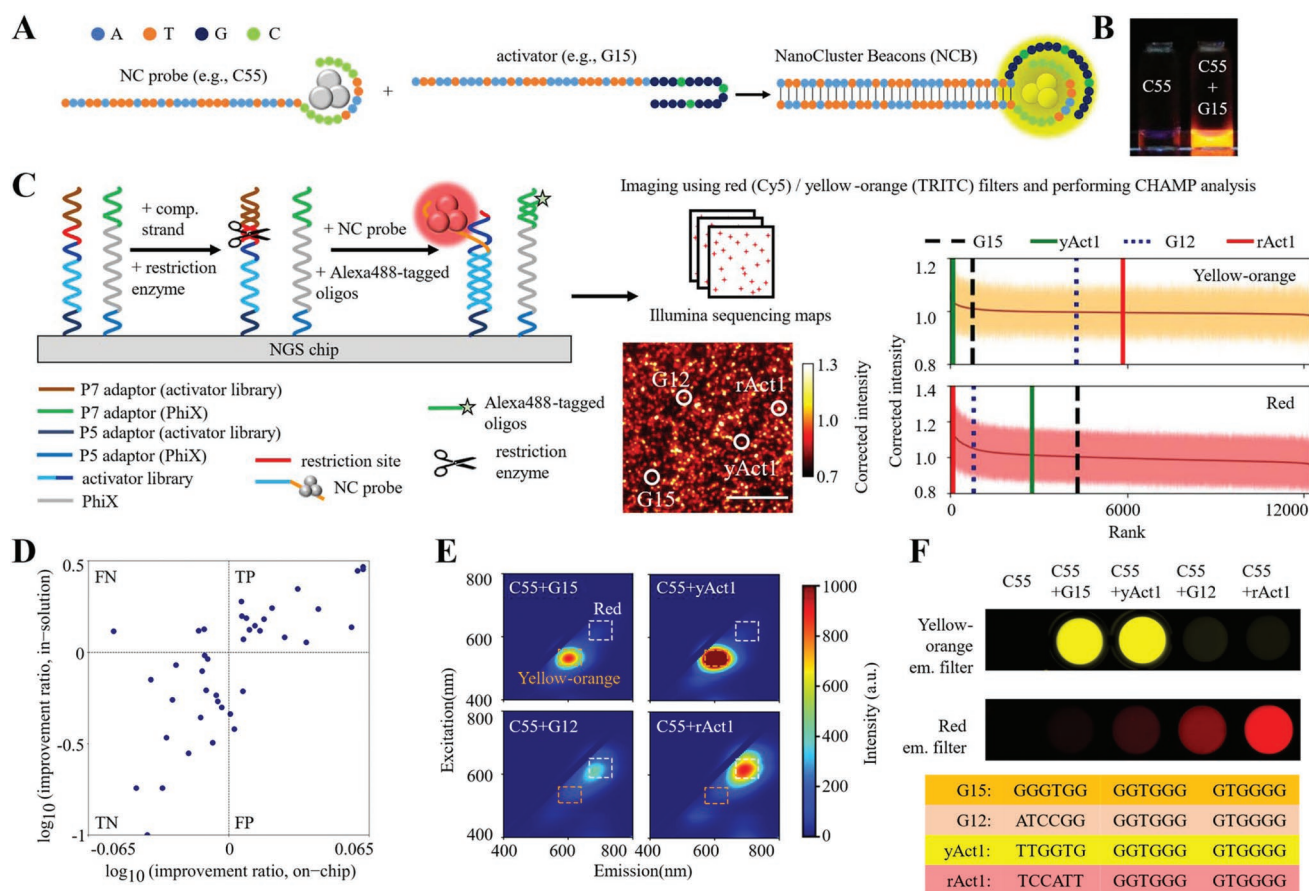 A
A T G C
NC probe (e.g., C55)
+
activator (e.g., G15)
NanoCluster Beacons (NCB)
B
C55
C55
+
G15
C
+ comp.
strand
+ restriction
enzyme
+ NC probe
+ Alexa488-tagged
oligos
NGS chip
P7 adaptor (activator library)
P7 adaptor (PhiX)
P5 adaptor (activator library)
P5 adaptor (PhiX)
activator library
PhiX
restriction site
NC probe
Alexa488-tagged
oligos
restriction
enzyme
Imaging using red (Cy5) / yellow-orange (TRITC) filters and performing CHAMP analysis
Illumina sequencing maps
G12
rAct1
yAct1
G15
1.3
1.0
0.7
Corrected intensity
G15 yAct1 G12 rAct1
Yellow-orange
1.2
1.0
0.8
Red
1.4
1.2
1.0
0.8
Corrected intensity
0 6000 12000
Rank
D
FN TP
TN FP
0.5
0
-0.5
-1
log10 (improvement ratio, in-solution)
-0.065 0 0.065
log10 (improvement ratio, on-chip)
E
C55+G15
Red
Yellow-orange
C55+yAct1
C55+G12
C55+rAct1
800
600
400
800
600
400
Excitation(nm)
400 600 800 400 600 800
Emission(nm)
1000
800
600
400
200
0
Intensity (a.u.)
F
C55
C55
+G15
C55
+yAct1
C55
+G12
C55
+rAct1
Yellow-
orange
em. filter
Red
em. filter
G15: GGGTGG GGTGGG GTGGGG
G12: ATCCGG GGTGGG GTGGGG
yAct1: TTGGTG GGTGGG GTGGGG
rAct1: TCCATT GGTGGG GTGGGG